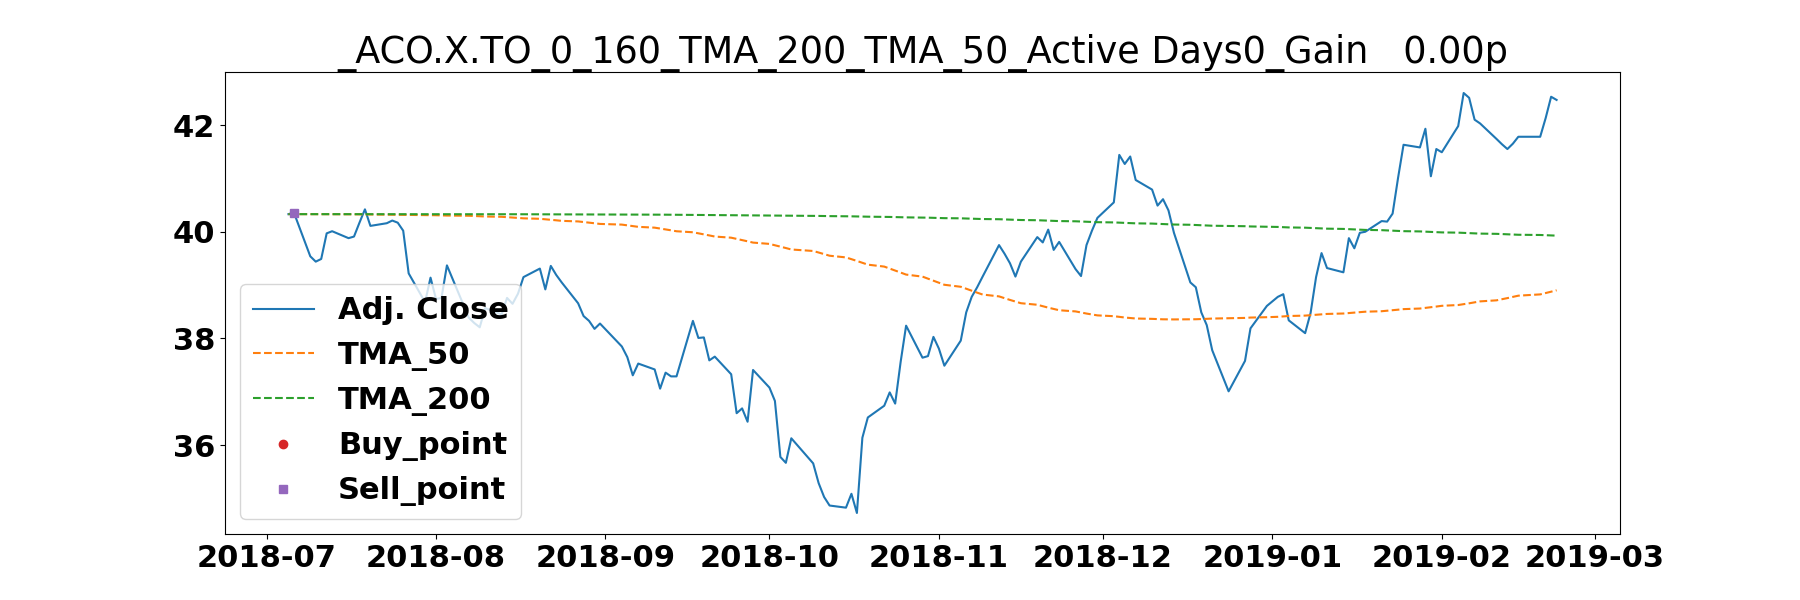 _ACO.X.TO_0_160_TMA_200_TMA_50_Active Days0_Gain   0.00p
42
40
38
36
Adj. Close
TMA_50
TMA_200
Buy_point
Sell_point
2018-07 2018-08 2018-09 2018-10 2018-11 2018-12 2019-01 2019-02 2019-03